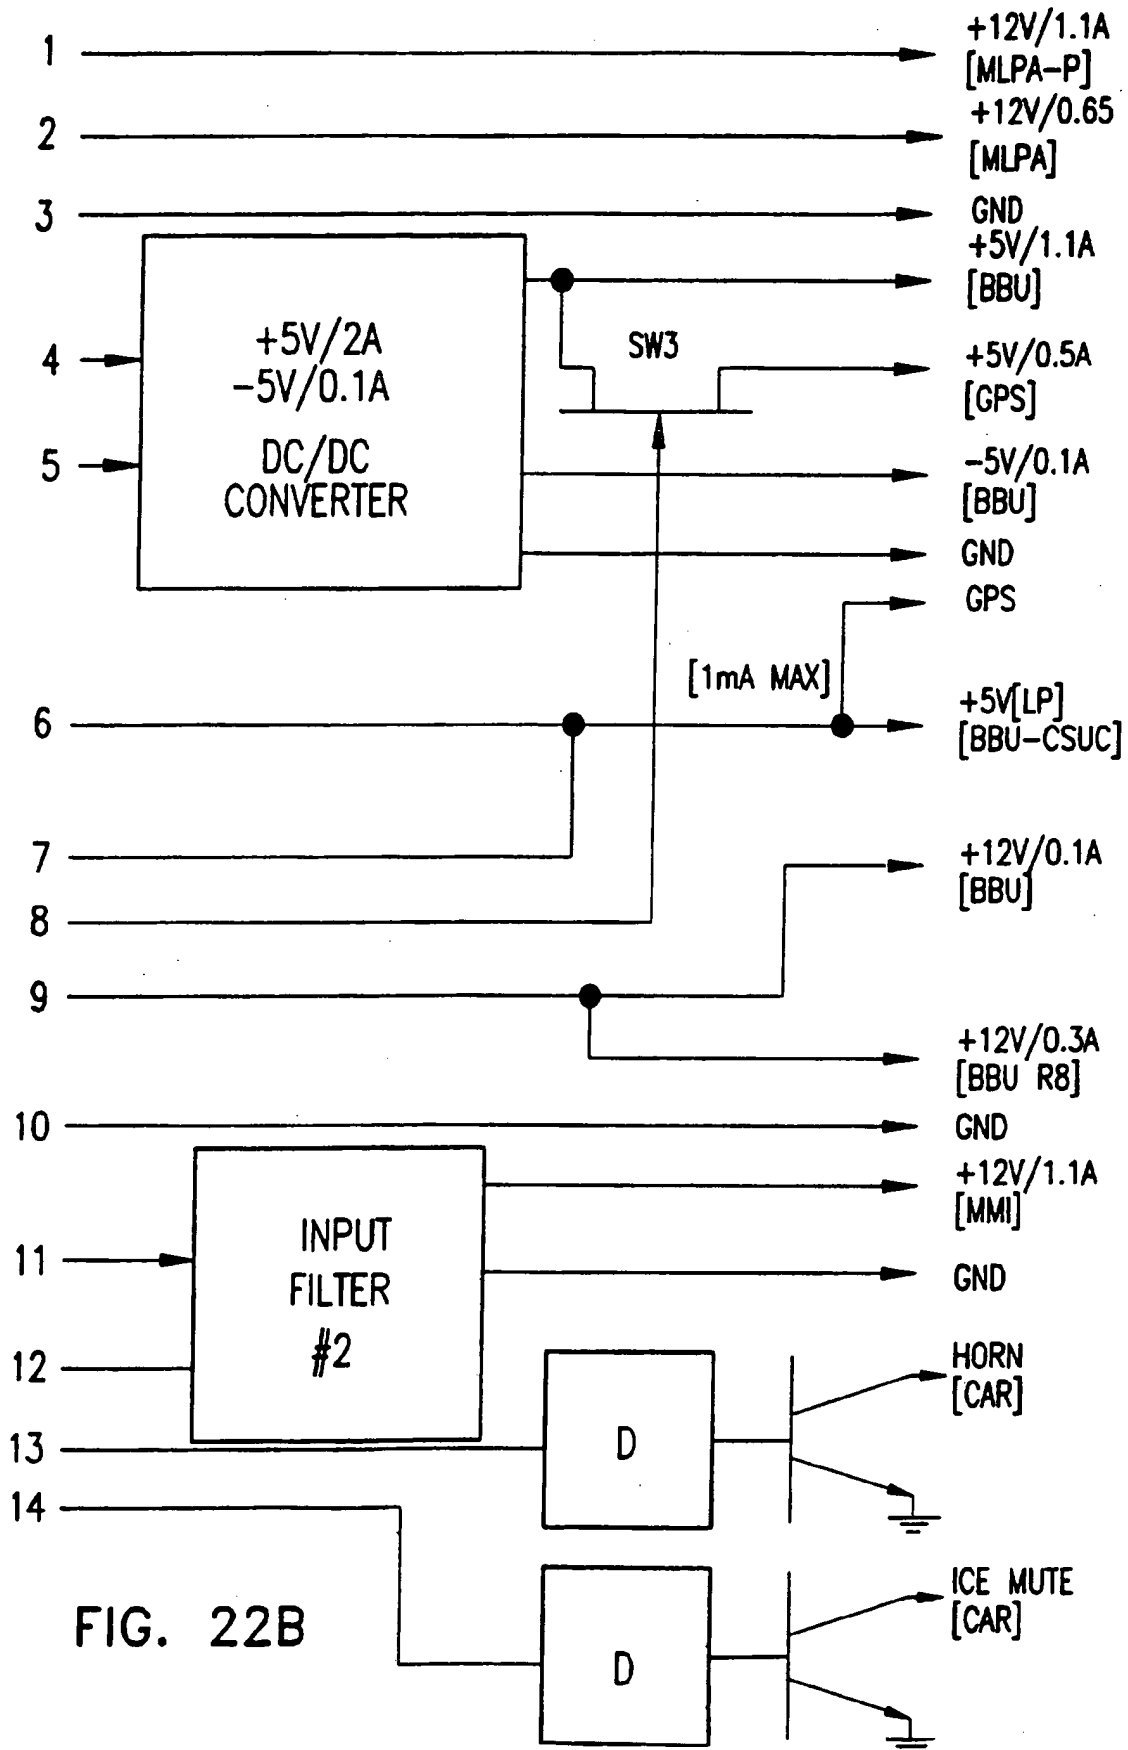 1
+12V/1.1A
[MLPA-P]
2
+12V/0.65
[MLPA]
3
GND
+5V/1.1A
[BBU]
+5V/2A
-5V/0.1A
DC/DC
CONVERTER
4
5
SW3
+5V/0.5A
[GPS]
-5V/0.1A
[BBU]
GND
GPS
[1mA MAX]
6
+5V[LP]
[BBU-CSUC]
7
+12V/0.1A
[BBU]
8
9
+12V/0.3A
[BBU R8]
10
GND
+12V/1.1A
[MMI]
INPUT
FILTER
#2
11
GND
12
HORN
[CAR]
13
D
14
ICE MUTE
[CAR]
D
FIG. 22B